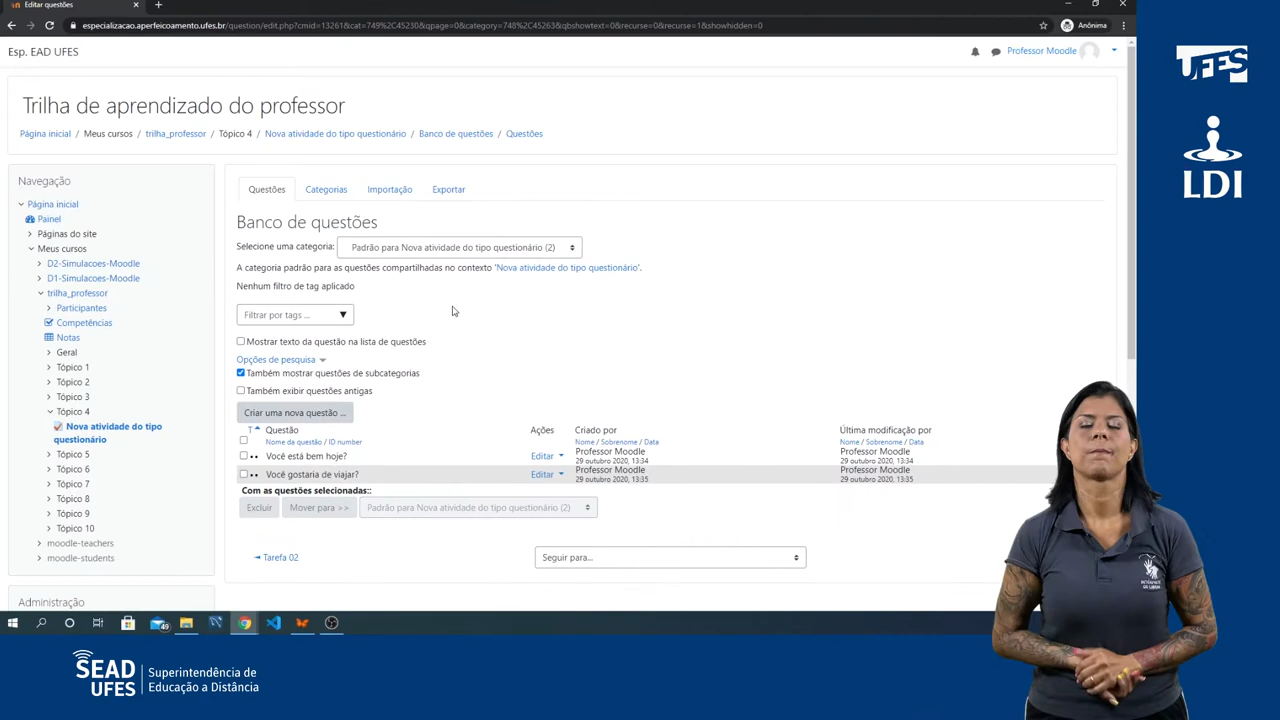 Editar questões
especializacao.aperfeicoamento.ufes.br/question/edit.php?cmid=13261&cat=749%2C45230&qpage=0&category=748%2C45263&qbshowtext=0&recurse=0&recurse=1&showhidden=0
Anônima
Esp. EAD UFES
Professor Moodle
Trilha de aprendizado do professor
Página inicial / Meus cursos / trilha_professor / Tópico 4 / Nova atividade do tipo questionário / Banco de questões / Questões
Navegação
Página inicial
Painel
Páginas do site
Meus cursos
D2-Simulacoes-Moodle
D1-Simulacoes-Moodle
trilha_professor
Participantes
Competências
Notas
Geral
Tópico 1
Tópico 2
Tópico 3
Tópico 4
Nova atividade do tipo
questionário
Tópico 5
Tópico 6
Tópico 7
Tópico 8
Tópico 9
Tópico 10
moodle-teachers
moodle-students
Administração
Questões Categorias Importação Exportar
Banco de questões
Selecione uma categoria: Padrão para Nova atividade do tipo questionário (2)
A categoria padrão para as questões compartilhadas no contexto 'Nova atividade do tipo questionário'.
Nenhum filtro de tag aplicado
Filtrar por tags ...
Mostrar texto da questão na lista de questões
Opções de pesquisa
Também mostrar questões de subcategorias
Também exibir questões antigas
Criar uma nova questão ...
T Questão Ações Criado por Última modificação por
Nome da questão / ID number Nome / Sobrenome / Data Nome / Sobrenome / Data
Você está bem hoje? Editar Professor Moodle Professor Moodle
29 outubro 2020, 13:34 29 outubro 2020, 13:34
Você gostaria de viajar? Editar Professor Moodle Professor Moodle
29 outubro 2020, 13:35 29 outubro 2020, 13:35
Com as questões selecionadas::
Excluir Mover para >> Padrão para Nova atividade do tipo questionário (2)
◄ Tarefa 02 Seguir para...
49
UFES
LDI
SEAD
UFES
Superintendência de
Educação a Distância